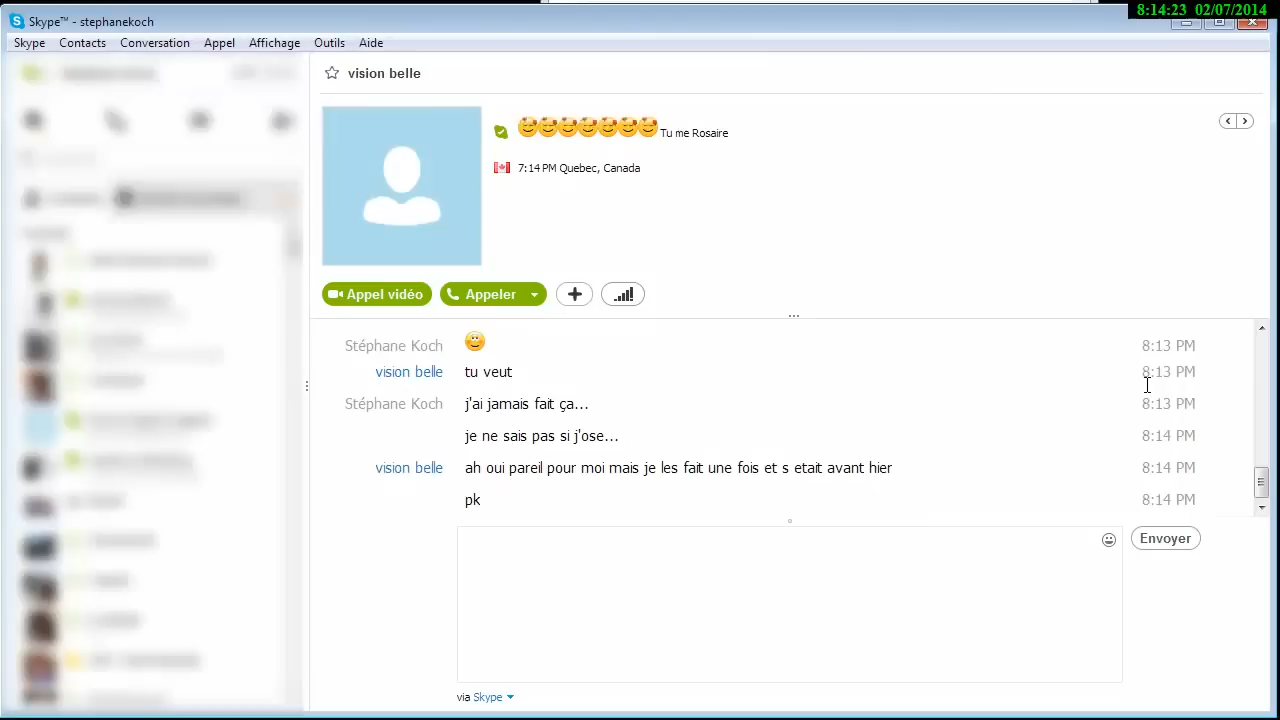 8:14:23 02/07/2014
Skype™ - stephanekoch
Skype Contacts Conversation Appel Affichage Outils Aide
vision belle
Tu me Rosaire
7:14 PM Quebec, Canada
Appel vidéo Appeler
Stéphane Koch 8:13 PM
vision belle tu veut 8:13 PM
Stéphane Koch j'ai jamais fait ça... 8:13 PM
je ne sais pas si j'ose... 8:14 PM
vision belle ah oui pareil pour moi mais je les fait une fois et s etait avant hier 8:14 PM
pk 8:14 PM
Envoyer
via Skype